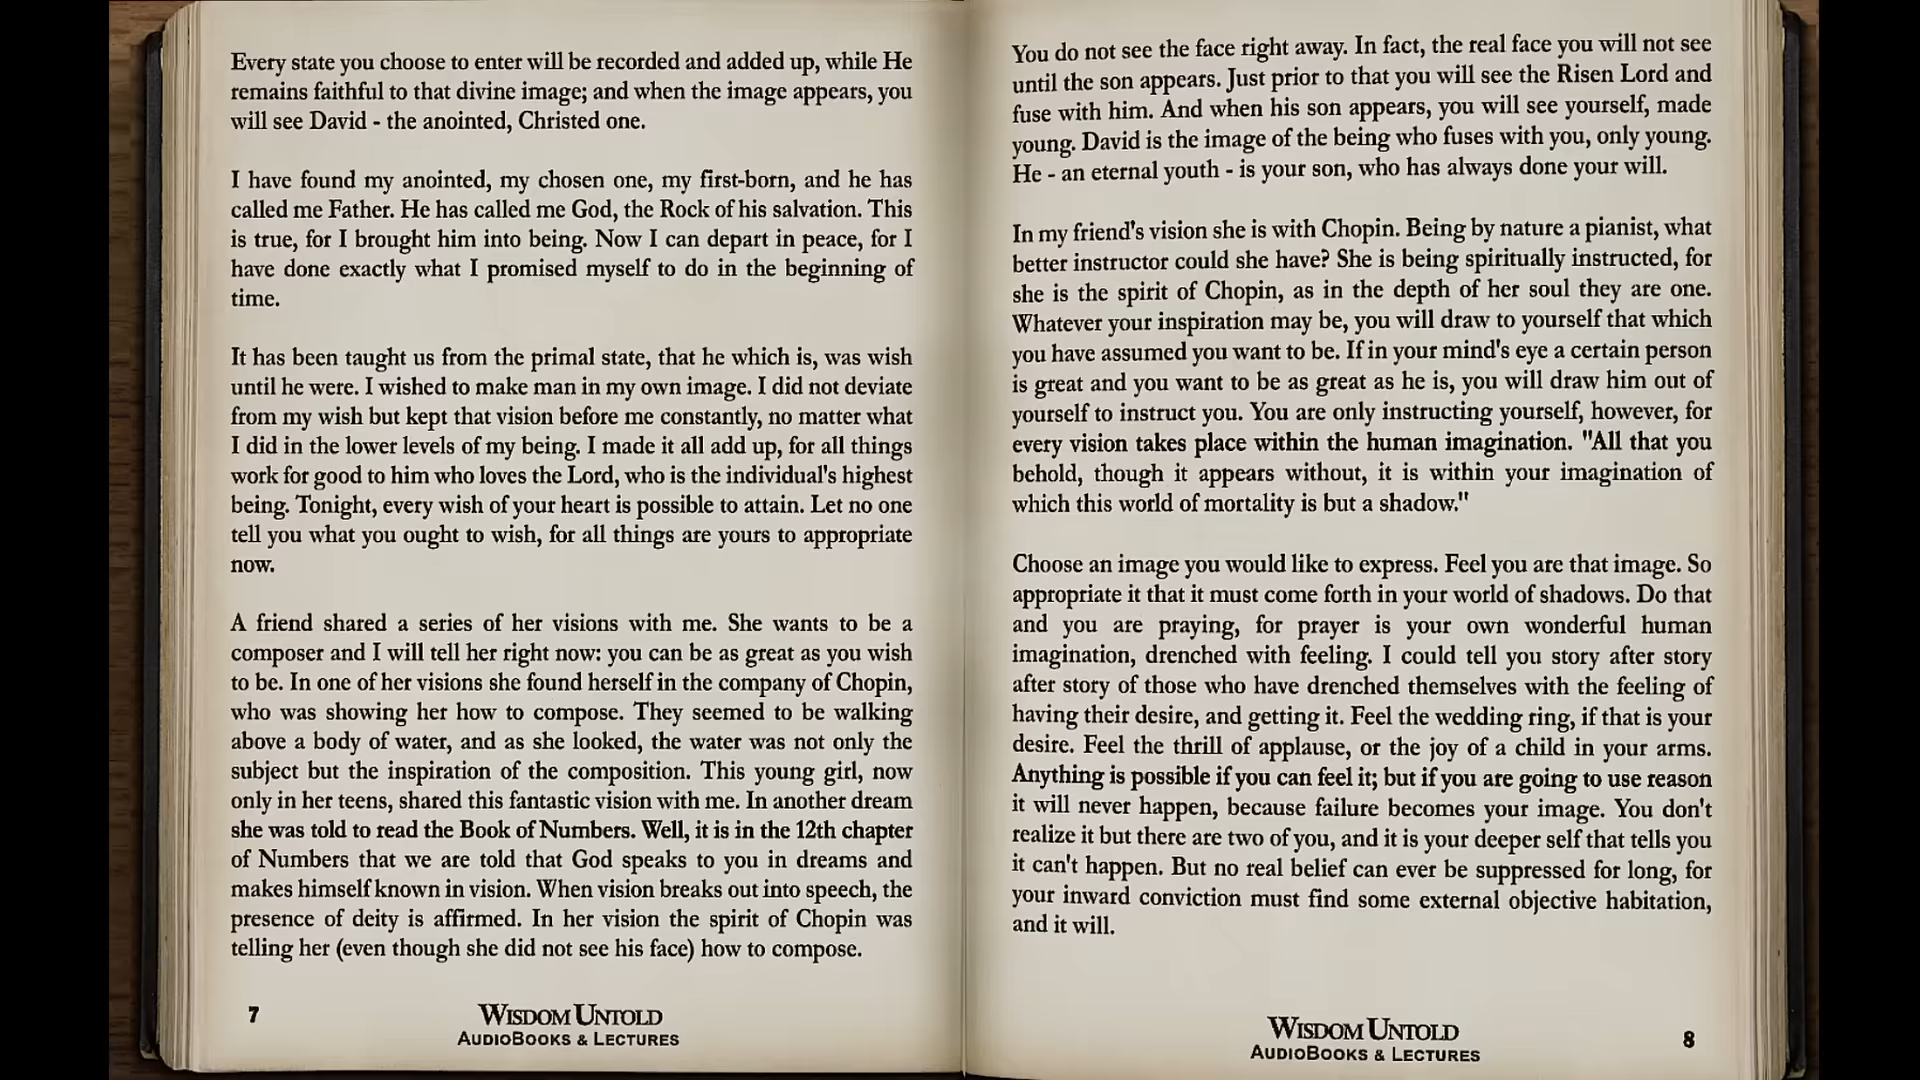 Every state you choose to enter will be recorded and added up, while He
remains faithful to that divine image; and when the image appears, you
will see David - the anointed, Christed one.
I have found my anointed, my chosen one, my first-born, and he has
called me Father. He has called me God, the Rock of his salvation. This
is true, for I brought him into being. Now I can depart in peace, for I
have done exactly what I promised myself to do in the beginning of
time.
It has been taught us from the primal state, that he which is, was wish
until he were. I wished to make man in my own image. I did not deviate
from my wish but kept that vision before me constantly, no matter what
I did in the lower levels of my being. I made it all add up, for all things
work for good to him who loves the Lord, who is the individual's highest
being. Tonight, every wish of your heart is possible to attain. Let no one
tell you what you ought to wish, for all things are yours to appropriate
now.
A friend shared a series of her visions with me. She wants to be a
composer and I will tell her right now: you can be as great as you wish
to be. In one of her visions she found herself in the company of Chopin,
who was showing her how to compose. They seemed to be walking
above a body of water, and as she looked, the water was not only the
subject but the inspiration of the composition. This young girl, now
only in her teens, shared this fantastic vision with me. In another dream
she was told to read the Book of Numbers. Well, it is in the 12th chapter
of Numbers that we are told that God speaks to you in dreams and
makes himself known in vision. When vision breaks out into speech, the
presence of deity is affirmed. In her vision the spirit of Chopin was
telling her (even though she did not see his face) how to compose.
7
WISDOM UNTOLD
AUDIOBOOKS & LECTURES
You do not see the face right away. In fact, the real face you will not see
until the son appears. Just prior to that you will see the Risen Lord and
fuse with him. And when his son appears, you will see yourself, made
young. David is the image of the being who fuses with you, only young.
He - an eternal youth - is your son, who has always done your will.
In my friend's vision she is with Chopin. Being by nature a pianist, what
better instructor could she have? She is being spiritually instructed, for
she is the spirit of Chopin, as in the depth of her soul they are one.
Whatever your inspiration may be, you will draw to yourself that which
you have assumed you want to be. If in your mind's eye a certain person
is great and you want to be as great as he is, you will draw him out of
yourself to instruct you. You are only instructing yourself, however, for
every vision takes place within the human imagination. "All that you
behold, though it appears without, it is within your imagination of
which this world of mortality is but a shadow."
Choose an image you would like to express. Feel you are that image. So
appropriate it that it must come forth in your world of shadows. Do that
and you are praying, for prayer is your own wonderful human
imagination, drenched with feeling. I could tell you story after story
after story of those who have drenched themselves with the feeling of
having their desire, and getting it. Feel the wedding ring, if that is your
desire. Feel the thrill of applause, or the joy of a child in your arms.
Anything is possible if you can feel it; but if you are going to use reason
it will never happen, because failure becomes your image. You don't
realize it but there are two of you, and it is your deeper self that tells you
it can't happen. But no real belief can ever be suppressed for long, for
your inward conviction must find some external objective habitation,
and it will.
WISDOM UNTOLD
AUDIOBOOKS & LECTURES
8